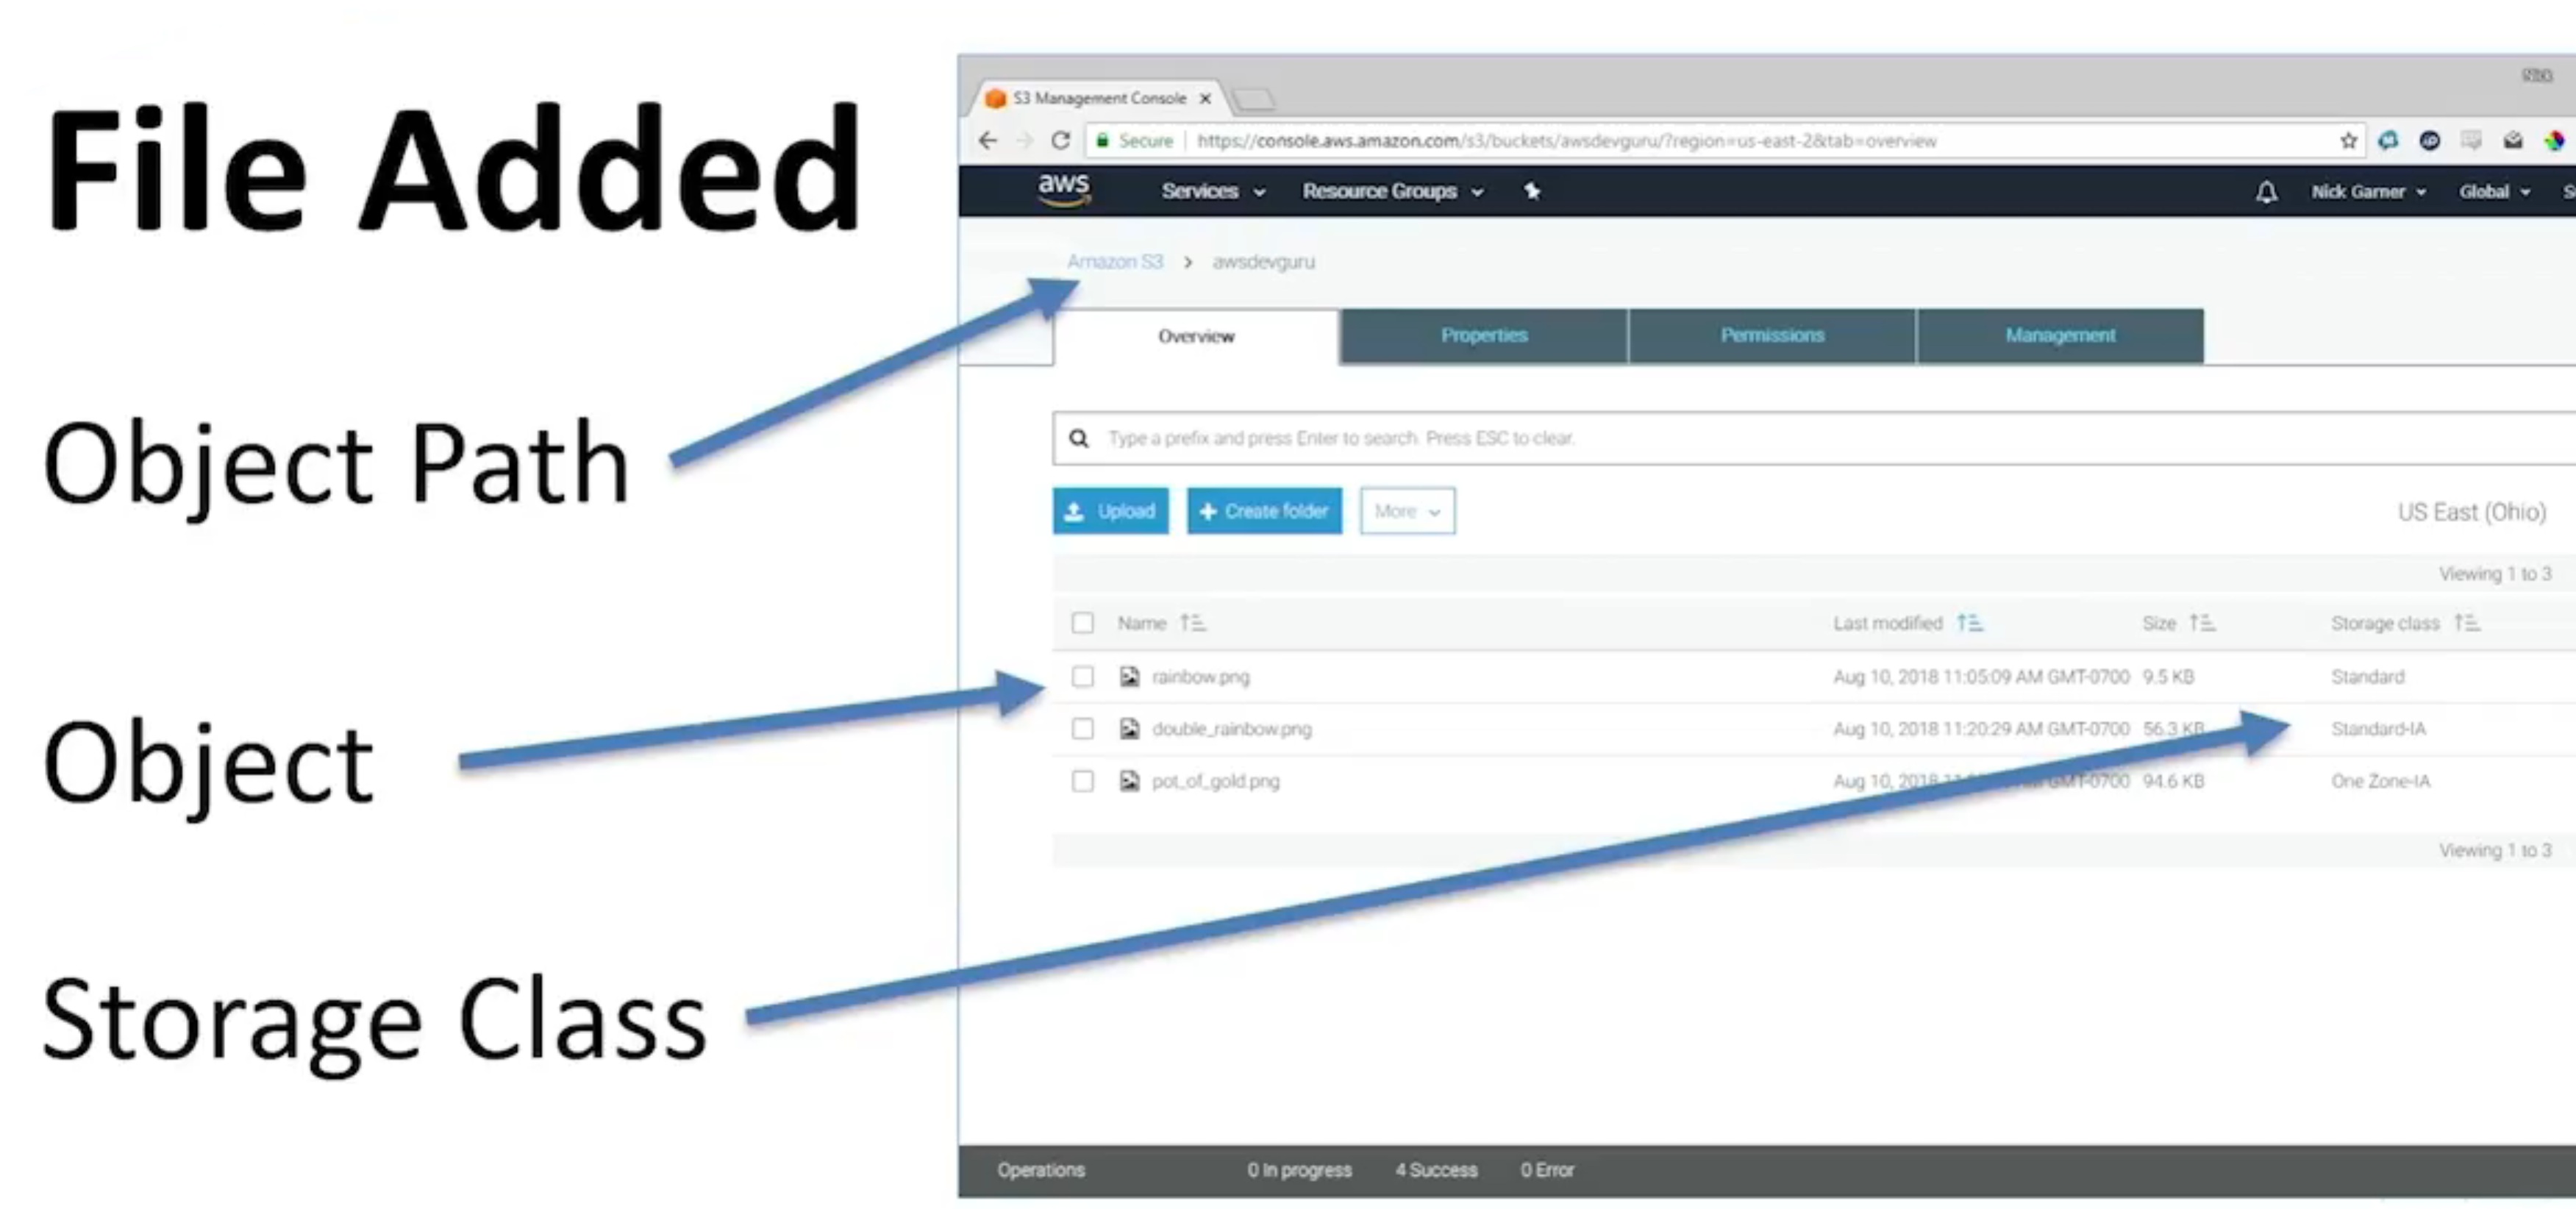 File Added
Object Path
Object
Storage Class
S3 Management Console
Secure https://console.aws.amazon.com/s3/buckets/awsdevguru/?region=us-east-2&tab=overview
aws Services Resource Groups Nick Garner Global
Amazon S3 > awsdevguru
Overview Properties Permissions Management
Type a prefix and press Enter to search. Press ESC to clear.
Upload + Create folder More US East (Ohio)
Viewing 1 to 3
Name Last modified Size Storage class
rainbow.png Aug 10, 2018 11:05:09 AM GMT-0700 9.5 KB Standard
double_rainbow.png Aug 10, 2018 11:20:29 AM GMT-0700 56.3 KB Standard-IA
pot_of_gold.png Aug 10, 2018 AM GMT-0700 94.6 KB One Zone-IA
Viewing 1 to 3
Operations 0 In progress 4 Success 0 Error